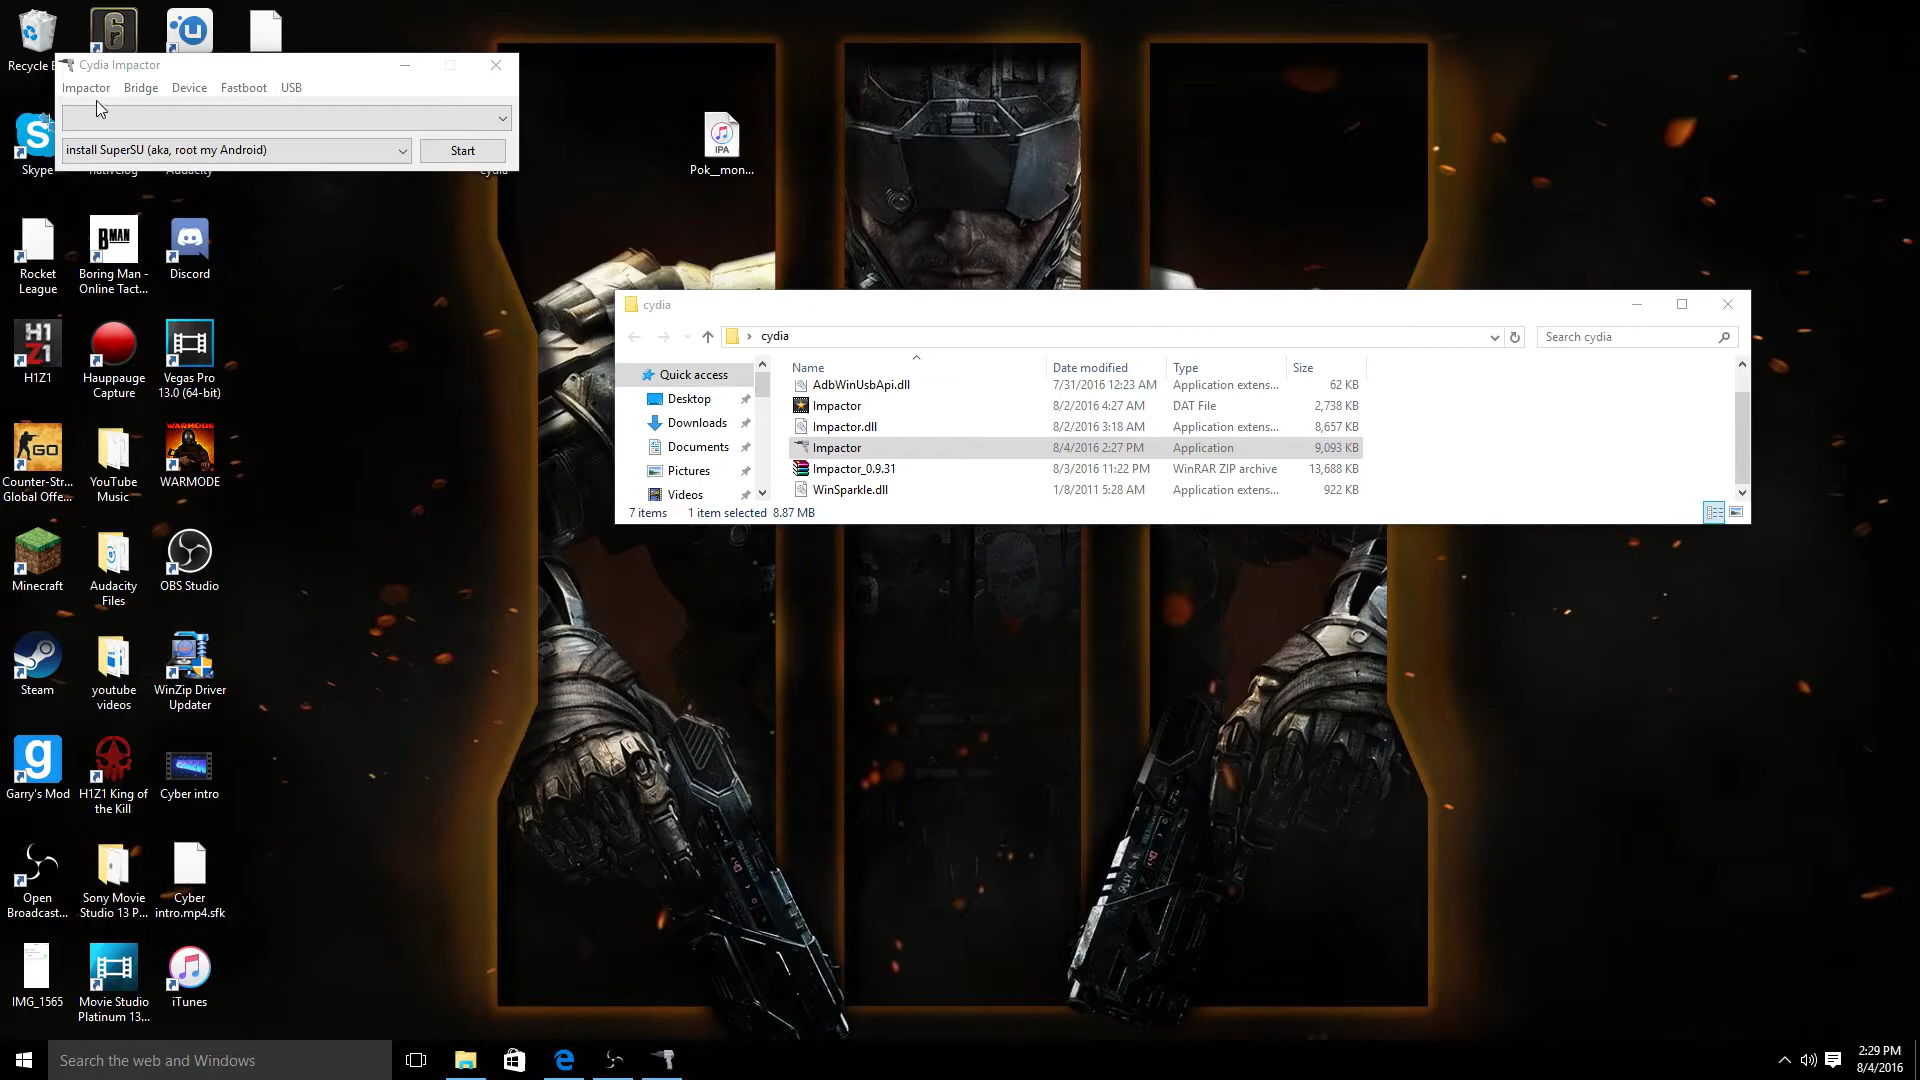 Recycle
Cydia Impactor
Impactor Bridge Device Fastboot USB
install SuperSU (aka, root my Android)
Start
Skype
Audacity
cydia
IPA
Pok__mon...
Rocket League
BMAN
Boring Man - Online Tact...
Discord
H1Z1
H1Z1
Hauppauge Capture
Vegas Pro 13.0 (64-bit)
GO
Counter-Str... Global Offe...
YouTube Music
WARMODE
WARMODE
Minecraft
Audacity Files
OBS Studio
Steam
youtube videos
WinZip Driver Updater
g
Garry's Mod
H1Z1 King of the Kill
Cyber intro
Open Broadcast...
Sony Movie Studio 13 P...
Cyber intro.mp4.sfk
IMG_1565
Movie Studio Platinum 13...
iTunes
cydia
cydia
Search cydia
Quick access
Desktop
Downloads
Documents
Pictures
Videos
Name Date modified Type Size
AdbWinUsbApi.dll 7/31/2016 12:23 AM Application extens... 62 KB
Impactor 8/2/2016 4:27 AM DAT File 2,738 KB
Impactor.dll 8/2/2016 3:18 AM Application extens... 8,657 KB
Impactor 8/4/2016 2:27 PM Application 9,093 KB
Impactor_0.9.31 8/3/2016 11:22 PM WinRAR ZIP archive 13,688 KB
WinSparkle.dll 1/8/2011 5:28 AM Application extens... 922 KB
7 items 1 item selected 8.87 MB
Search the web and Windows
2:29 PM
8/4/2016